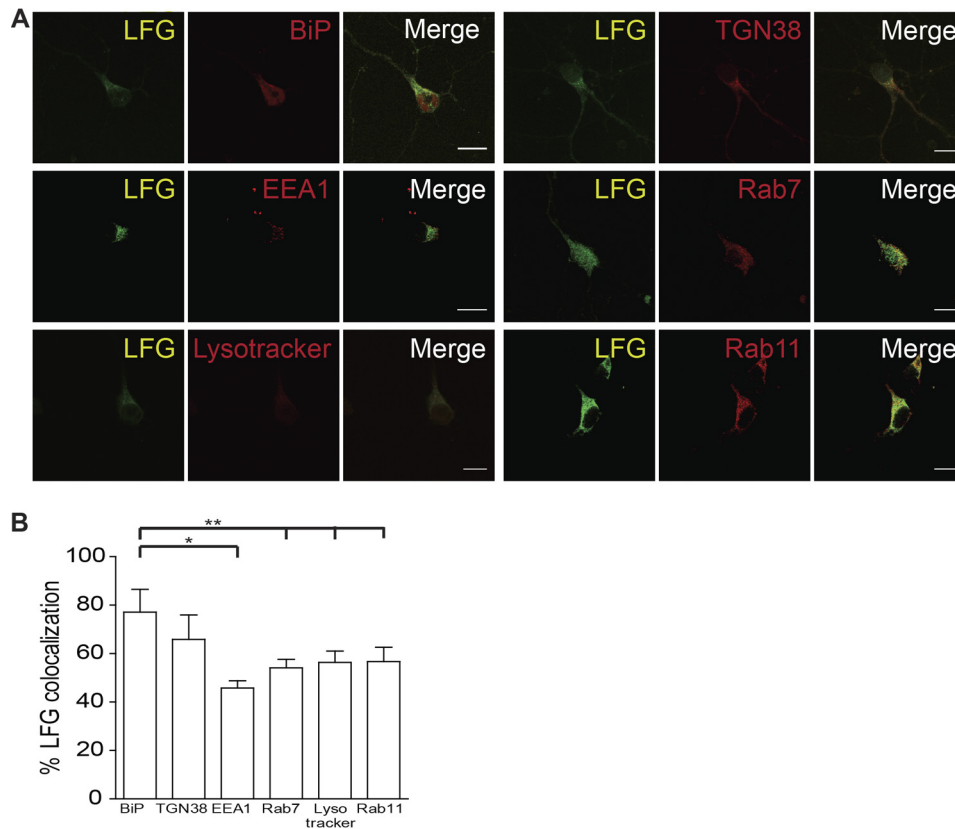 A
LFG BiP Merge LFG TGN38 Merge
LFG EEA1 Merge LFG Rab7 Merge
LFG Lysotracker Merge LFG Rab11 Merge
B
**
*
% LFG colocalization
100
80
60
40
20
0
BiP TGN38 EEA1 Rab7 Lyso tracker Rab11